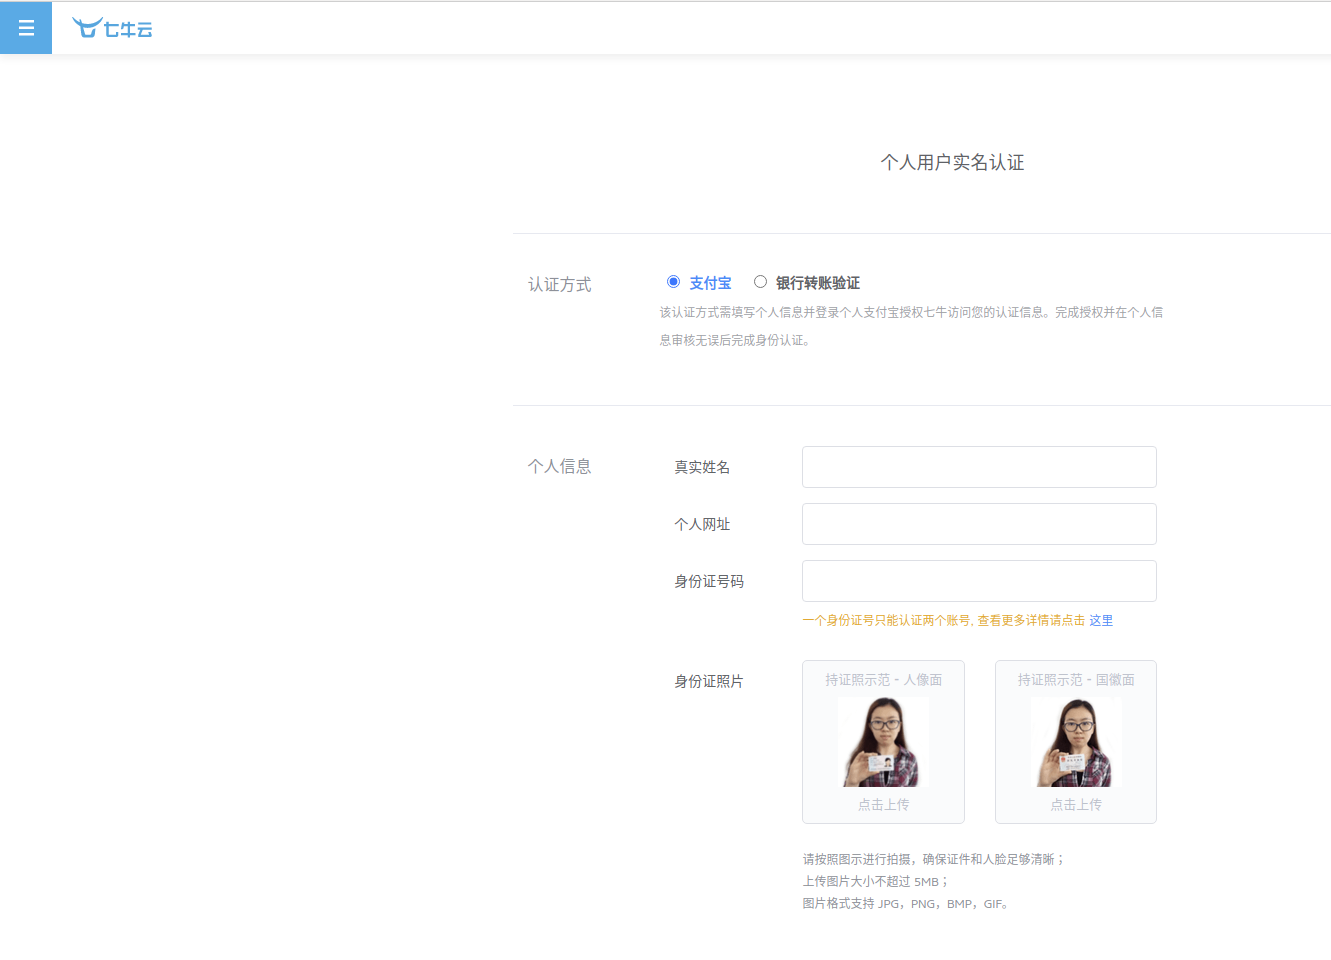 七牛云
个人用户实名认证
认证方式
支付宝 银行转账验证
该认证方式需填写个人信息并登录个人支付宝授权七牛访问您的认证信息。完成授权并在个人信
息审核无误后完成身份认证。
个人信息
真实姓名
个人网址
身份证号码
一个身份证号只能认证两个账号, 查看更多详情请点击 这里
身份证照片
持证照示范 - 人像面
持证照示范 - 国徽面
点击上传
点击上传
请按照图示进行拍摄，确保证件和人脸足够清晰；
上传图片大小不超过 5MB；
图片格式支持 JPG，PNG，BMP，GIF。